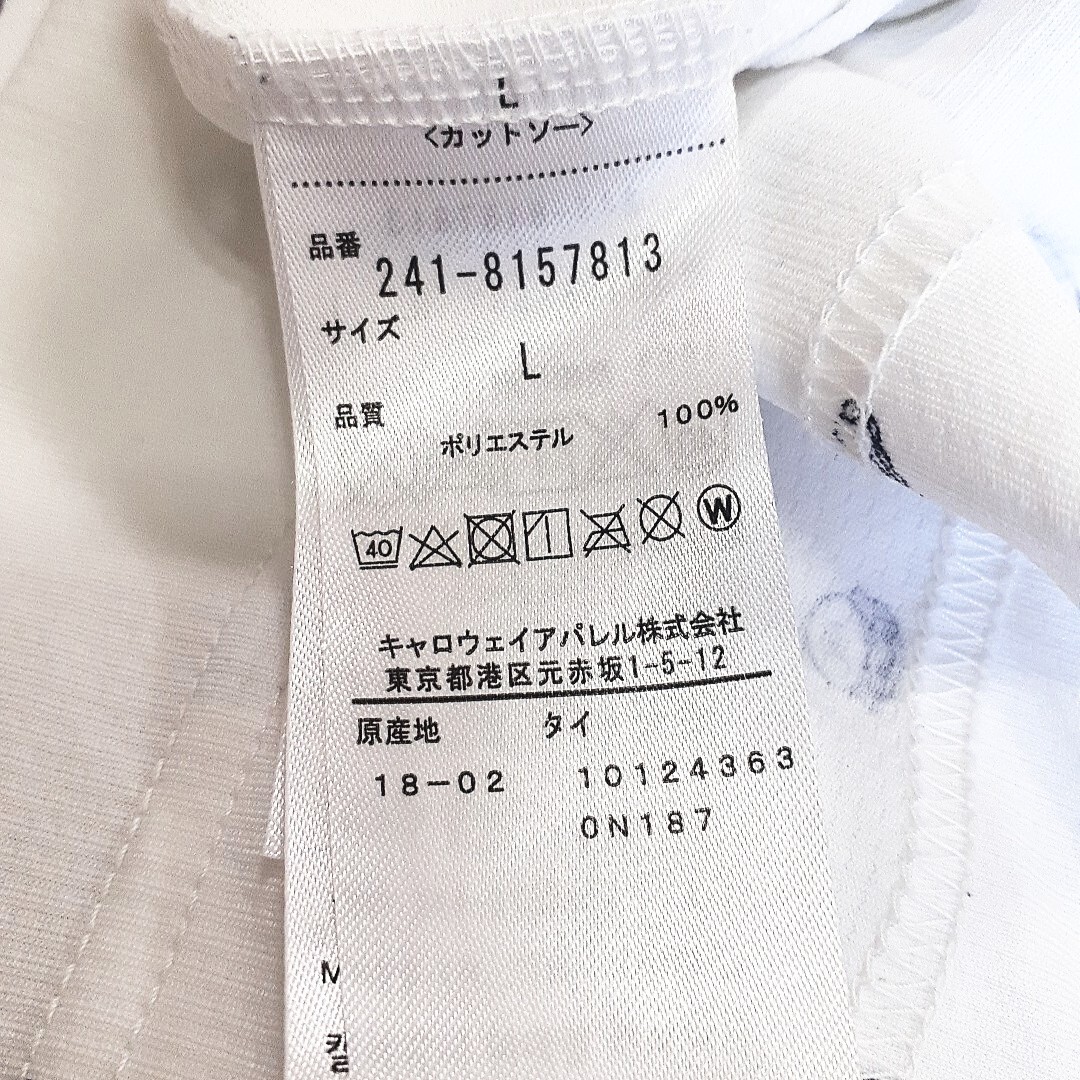 L
<カットソー>
品番
241-8157813
サイズ
L
品質
ポリエステル 100%
40 W
キャロウェイアパレル株式会社
東京都港区元赤坂1-5-12
原産地 タイ
18-02 10124363
0N187
M